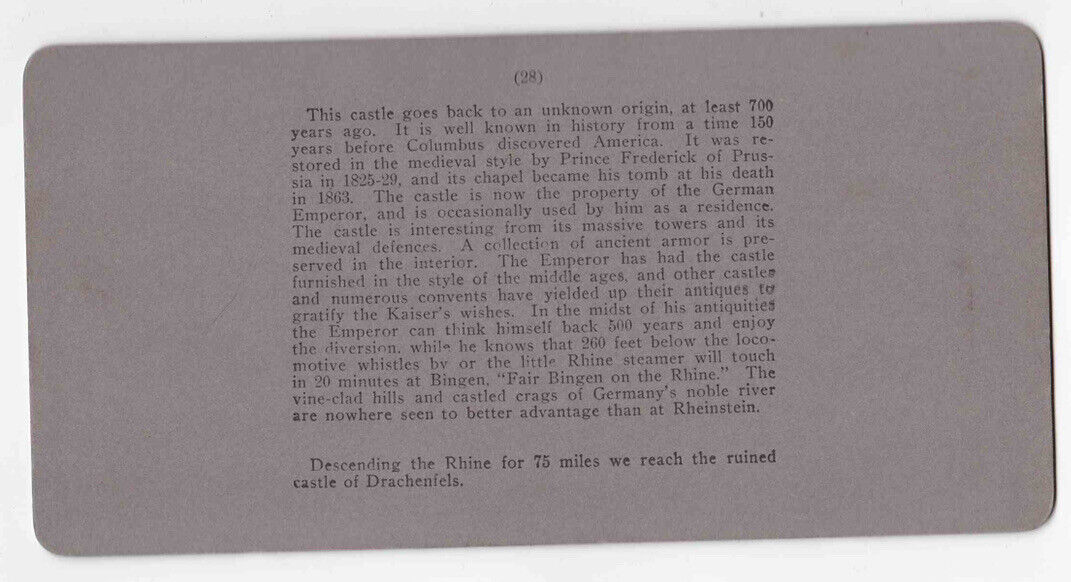 (28)
This castle goes back to an unknown origin, at least 700
years ago. It is well known in history from a time 150
years before Columbus discovered America. It was re-
stored in the medieval style by Prince Frederick of Prus-
sia in 1825-29, and its chapel became his tomb at his death
in 1863. The castle is now the property of the German
Emperor, and is occasionally used by him as a residence.
The castle is interesting from its massive towers and its
medieval defences. A collection of ancient armor is pre-
served in the interior. The Emperor has had the castle
furnished in the style of the middle ages, and other castles
and numerous convents have yielded up their antiques to
gratify the Kaiser's wishes. In the midst of his antiquities
the Emperor can think himself back 500 years and enjoy
the diversion, while he knows that 260 feet below the loco-
motive whistles by or the little Rhine steamer will touch
in 20 minutes at Bingen, "Fair Bingen on the Rhine." The
vine-clad hills and castled crags of Germany's noble river
are nowhere seen to better advantage than at Rheinstein.
Descending the Rhine for 75 miles we reach the ruined
castle of Drachenfels.